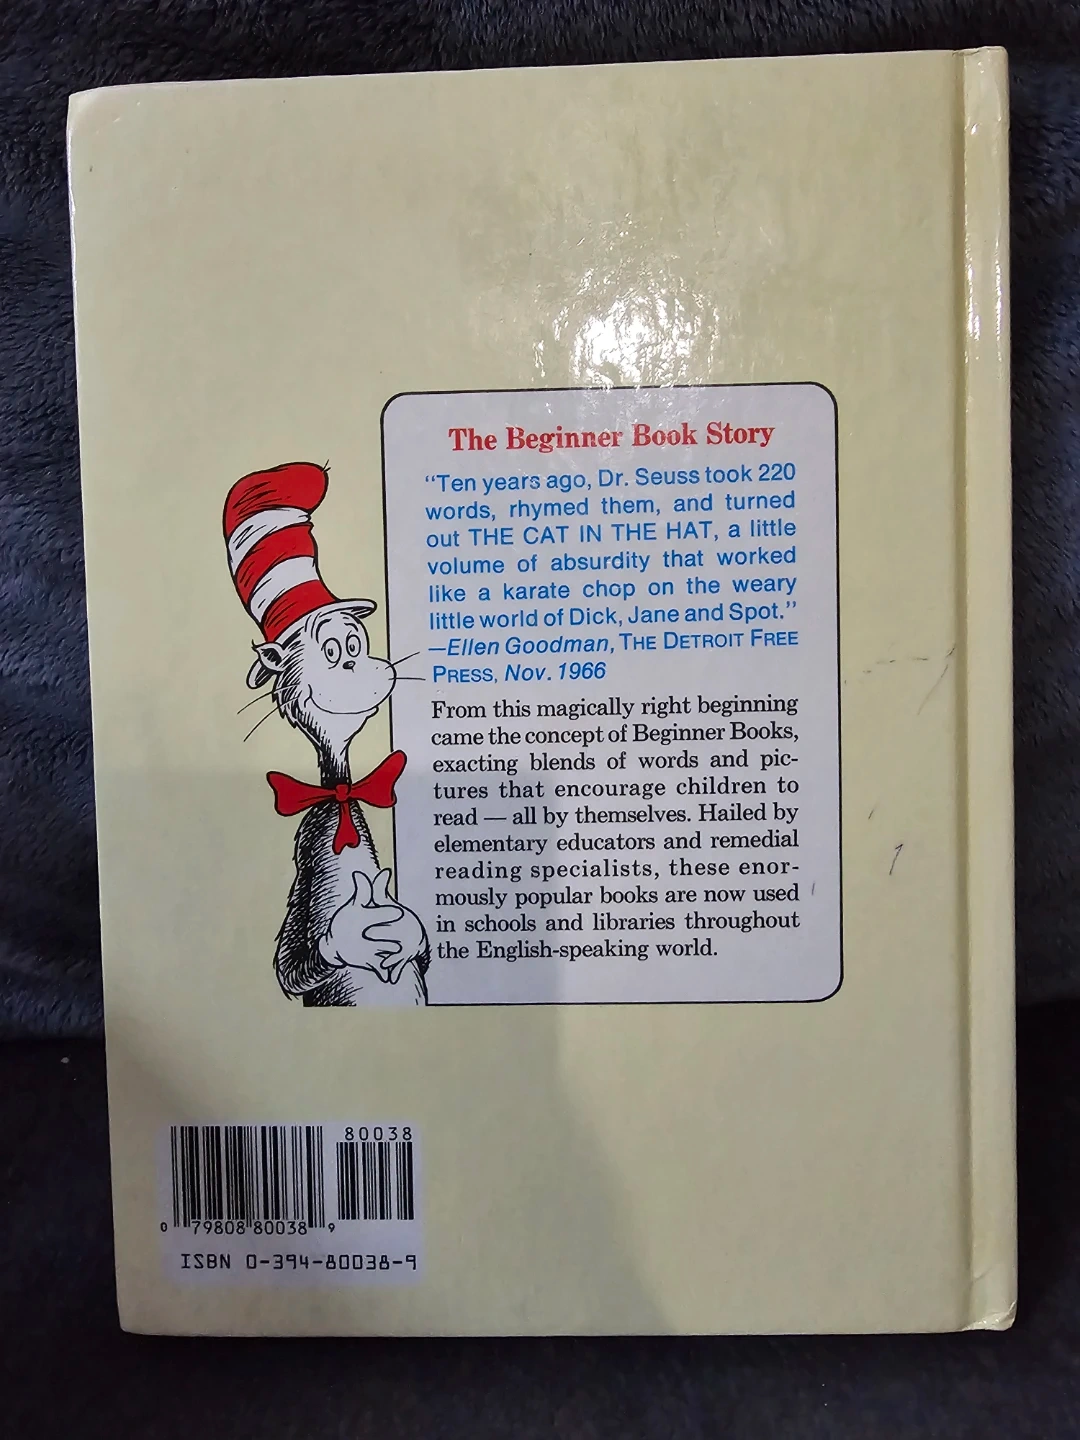 The Beginner Book Story
“Ten years ago, Dr. Seuss took 220
words, rhymed them, and turned
out THE CAT IN THE HAT, a little
volume of absurdity that worked
like a karate chop on the weary
little world of Dick, Jane and Spot.”
—Ellen Goodman, THE DETROIT FREE
PRESS, Nov. 1966
From this magically right beginning
came the concept of Beginner Books,
exacting blends of words and pic-
tures that encourage children to
read — all by themselves. Hailed by
elementary educators and remedial
reading specialists, these enor-
mously popular books are now used
in schools and libraries throughout
the English-speaking world.
80038
0 79808 80038 9
ISBN 0-394-80038-9